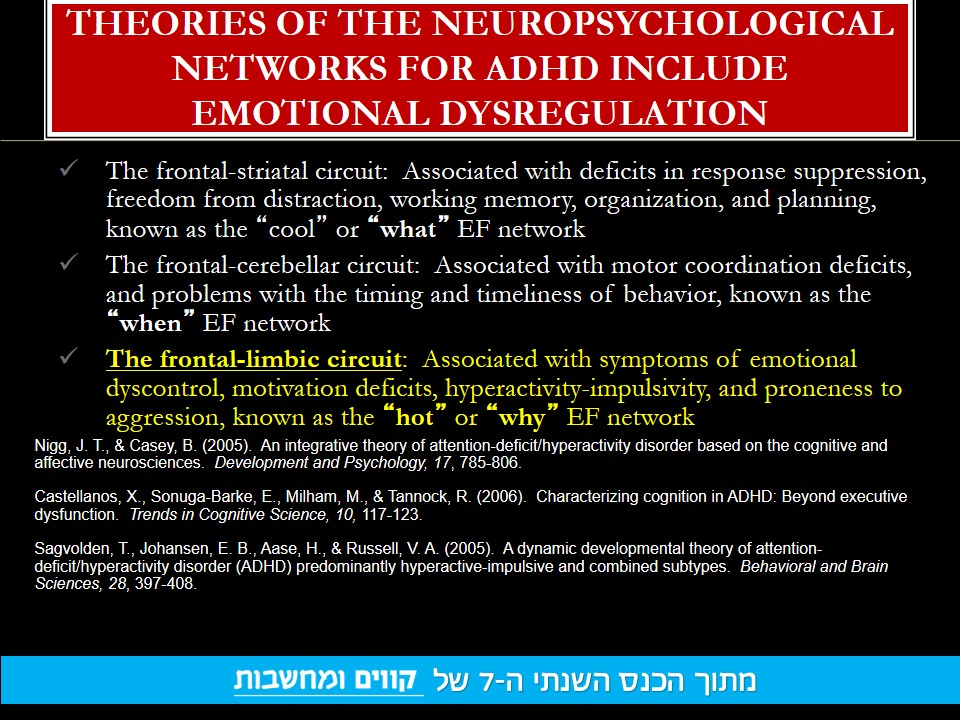 THEORIES OF THE NEUROPSYCHOLOGICAL
NETWORKS FOR ADHD INCLUDE
EMOTIONAL DYSREGULATION
✓ The frontal-striatal circuit:  Associated with deficits in response suppression,
freedom from distraction, working memory, organization, and planning,
known as the “cool” or “what” EF network
✓ The frontal-cerebellar circuit:  Associated with motor coordination deficits,
and problems with the timing and timeliness of behavior, known as the
“when” EF network
✓ The frontal-limbic circuit:  Associated with symptoms of emotional
dyscontrol, motivation deficits, hyperactivity-impulsivity, and proneness to
aggression, known as the “hot” or “why” EF network
Nigg, J. T., & Casey, B. (2005).  An integrative theory of attention-deficit/hyperactivity disorder based on the cognitive and
affective neurosciences.  Development and Psychology, 17, 785-806.
Castellanos, X., Sonuga-Barke, E., Milham, M., & Tannock, R. (2006).  Characterizing cognition in ADHD: Beyond executive
dysfunction.  Trends in Cognitive Science, 10, 117-123.
Sagvolden, T., Johansen, E. B., Aase, H., & Russell, V. A. (2005).  A dynamic developmental theory of attention-
deficit/hyperactivity disorder (ADHD) predominantly hyperactive-impulsive and combined subtypes.  Behavioral and Brain
Sciences, 28, 397-408.
מתוך הכנס השנתי ה-7 של קווים ומחשבות